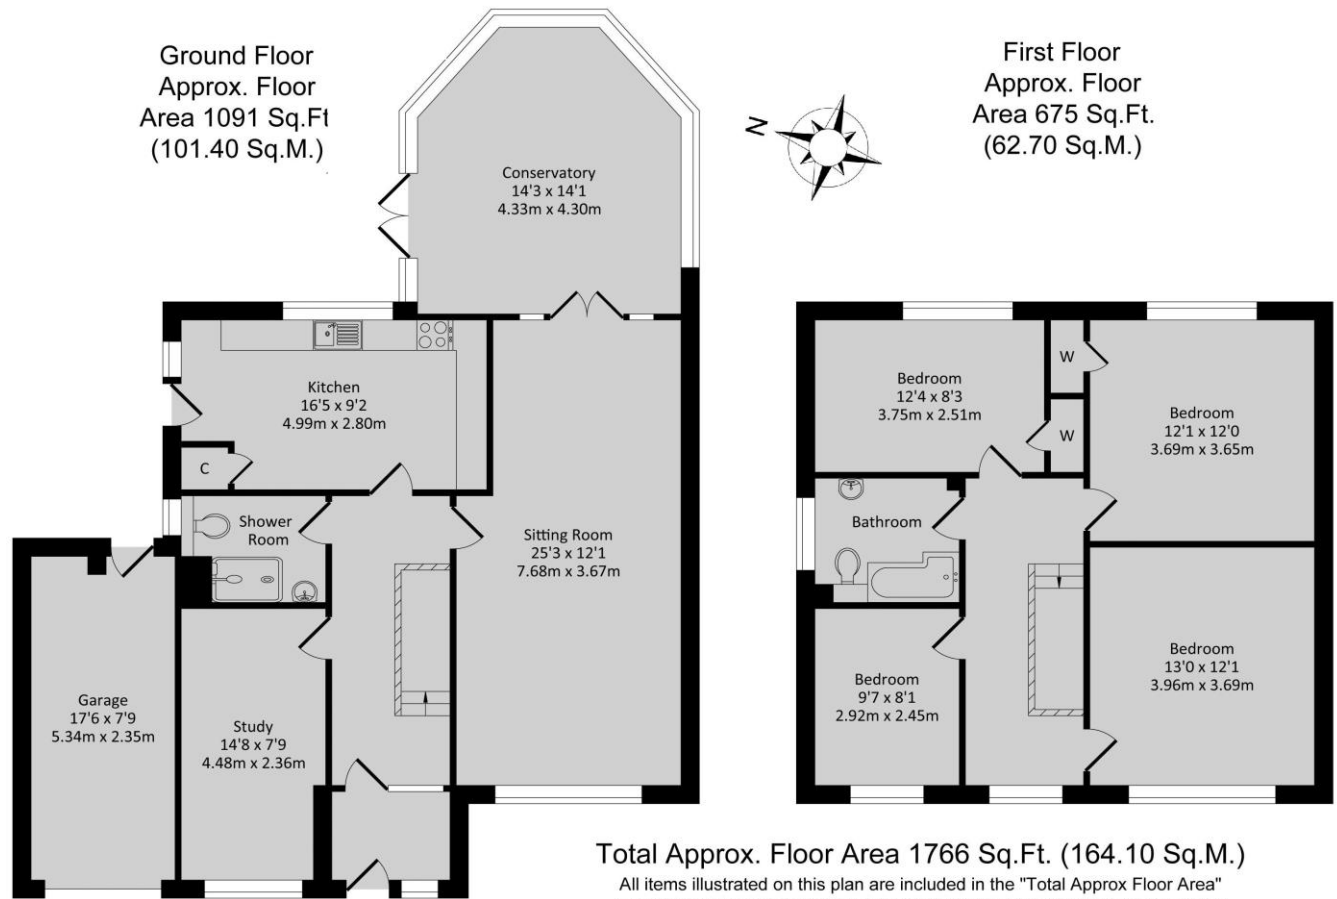 Ground Floor
Approx. Floor
Area 1091 Sq.Ft
(101.40 Sq.M.)
First Floor
Approx. Floor
Area 675 Sq.Ft.
(62.70 Sq.M.)
N
Conservatory
14'3 x 14'1
4.33m x 4.30m
Kitchen
16'5 x 9'2
4.99m x 2.80m
C
Shower
Room
Sitting Room
25'3 x 12'1
7.68m x 3.67m
Garage
17'6 x 7'9
5.34m x 2.35m
Study
14'8 x 7'9
4.48m x 2.36m
Bedroom
12'4 x 8'3
3.75m x 2.51m
W
W
Bedroom
12'1 x 12'0
3.69m x 3.65m
Bathroom
Bedroom
9'7 x 8'1
2.92m x 2.45m
Bedroom
13'0 x 12'1
3.96m x 3.69m
Total Approx. Floor Area 1766 Sq.Ft. (164.10 Sq.M.)
All items illustrated on this plan are included in the "Total Approx Floor Area"